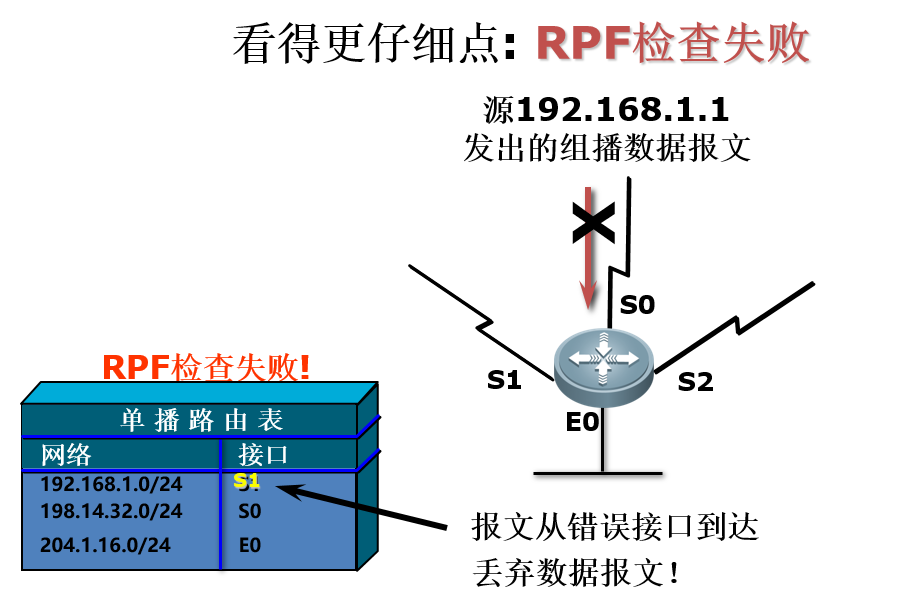 看得更仔细点: RPF检查失败
源192.168.1.1
发出的组播数据报文
S0
S1
S2
E0
RPF检查失败!
单播路由表
网络 接口
192.168.1.0/24 S1
198.14.32.0/24 S0
204.1.16.0/24 E0
报文从错误接口到达
丢弃数据报文！